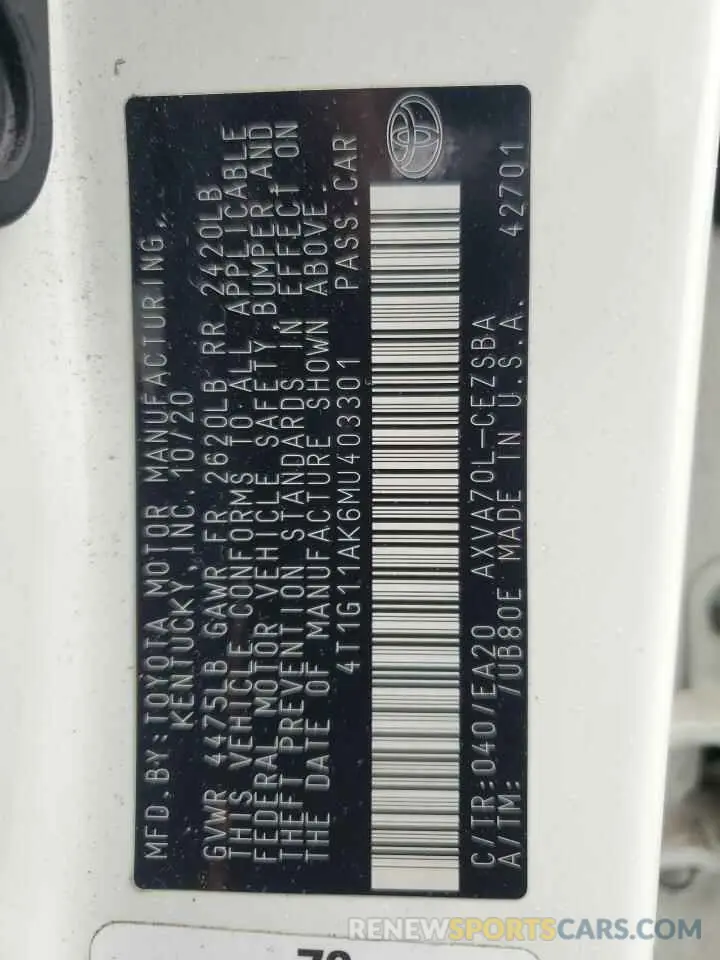 MFD.BY:TOYOTA MOTOR MANUFACTURING,
KENTUCKY,INC. 10/20
GVWR 4475LB GAWR FR 2620LB RR 2420LB
THIS VEHICLE CONFORMS TO ALL APPLICABLE
FEDERAL MOTOR VEHICLE SAFETY, BUMPER,AND
THEFT PREVENTION STANDARDS IN EFFECT ON
THE DATE OF MANUFACTURE SHOWN ABOVE.
4T1G11AK6MU403301 PASS.CAR
C/TR:040/EA20 AXVA70L-CEZSBA
A/TM: /UB80E MADE IN U.S.A. 42701
RENEWSPORTSCARS.COM